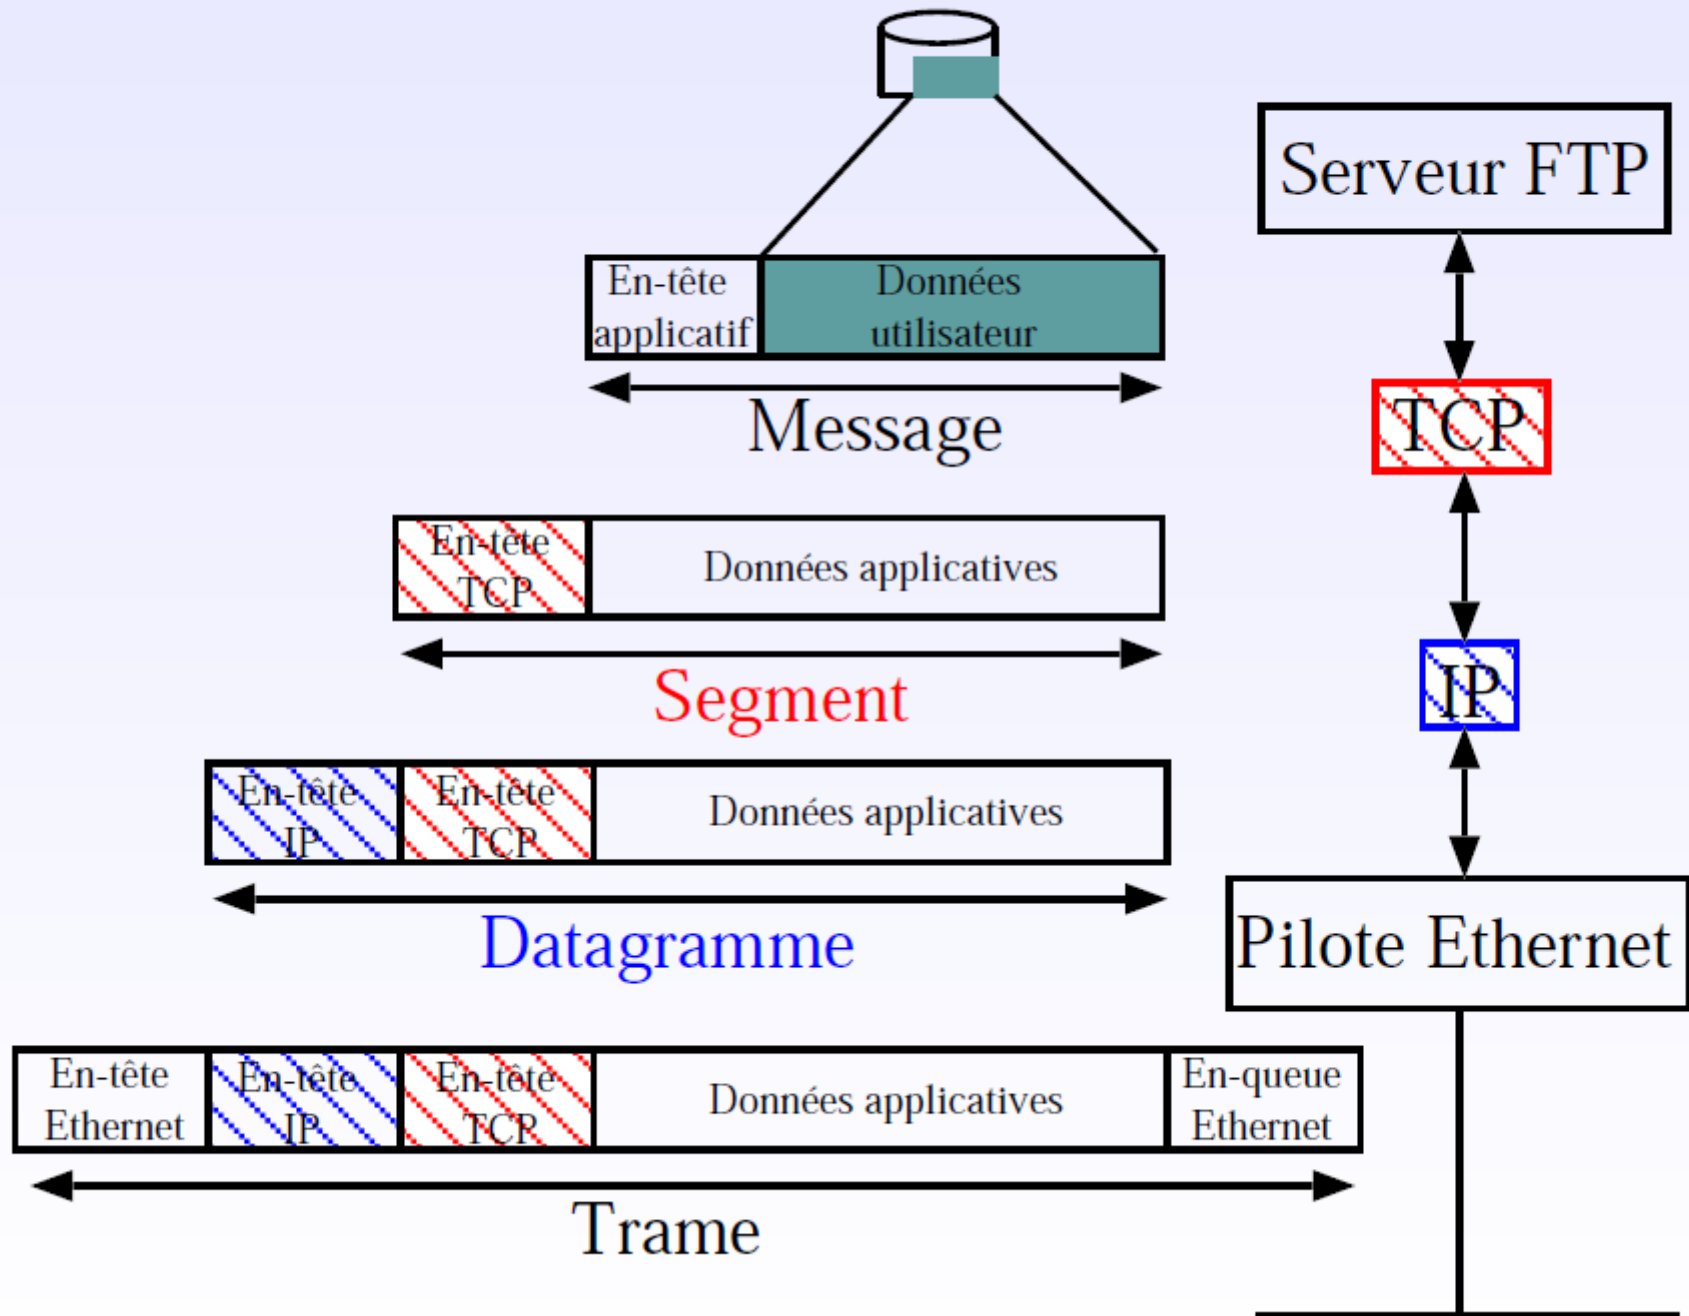 Serveur FTP
En-tête
applicatif
Données
utilisateur
Message
TCP
En-tête
TCP
Données applicatives
Segment
IP
En-tête
IP
En-tête
TCP
Données applicatives
Datagramme
Pilote Ethernet
En-tête
Ethernet
En-tête
IP
En-tête
TCP
Données applicatives
En-queue
Ethernet
Trame